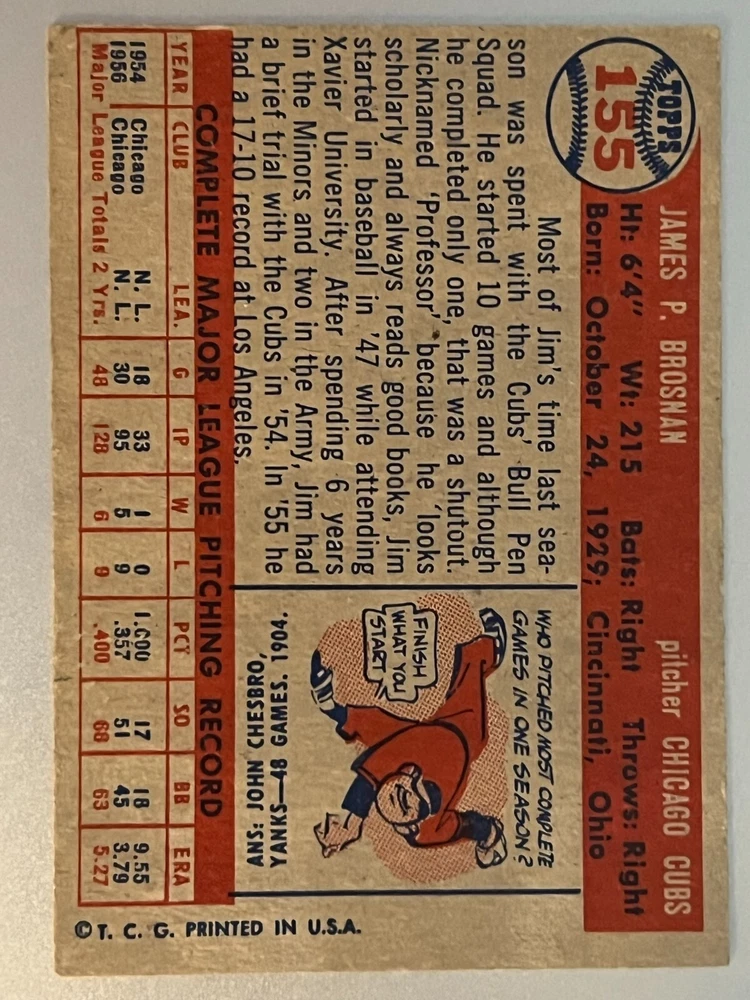 TOPPS
155
JAMES P. BROSNAN pitcher CHICAGO CUBS
Ht: 6'4" Wt: 215 Bats: Right Throws: Right
Born: October 24, 1929; Cincinnati, Ohio
Most of Jim's time last sea-
son was spent with the Cubs' Bull Pen
Squad. He started 10 games and although
he completed only one, that was a shutout.
Nicknamed 'Professor' because he 'looks
scholarly and always reads good books, Jim
started in baseball in '47 while attending
Xavier University. After spending 6 years
in the Minors and two in the Army, Jim had
a brief trial with the Cubs in '54. In '55 he
had a 17-10 record at Los Angeles.
WHO PITCHED MOST COMPLETE
GAMES IN ONE SEASON?
FINISH
WHAT YOU
START
ANS: JOHN CHESBRO,
YANKS—48 GAMES. 1904.
COMPLETE MAJOR LEAGUE PITCHING RECORD
YEAR CLUB LEA. G IP W L PCT SO BB ERA
1954 Chicago N. L. 18 33 1 0 1.000 17 18 9.55
1956 Chicago N. L. 30 95 5 9 .357 51 45 3.79
Major League Totals 2 Yrs. 48 128 6 9 .400 68 63 5.27
© T. C. G. PRINTED IN U.S.A.